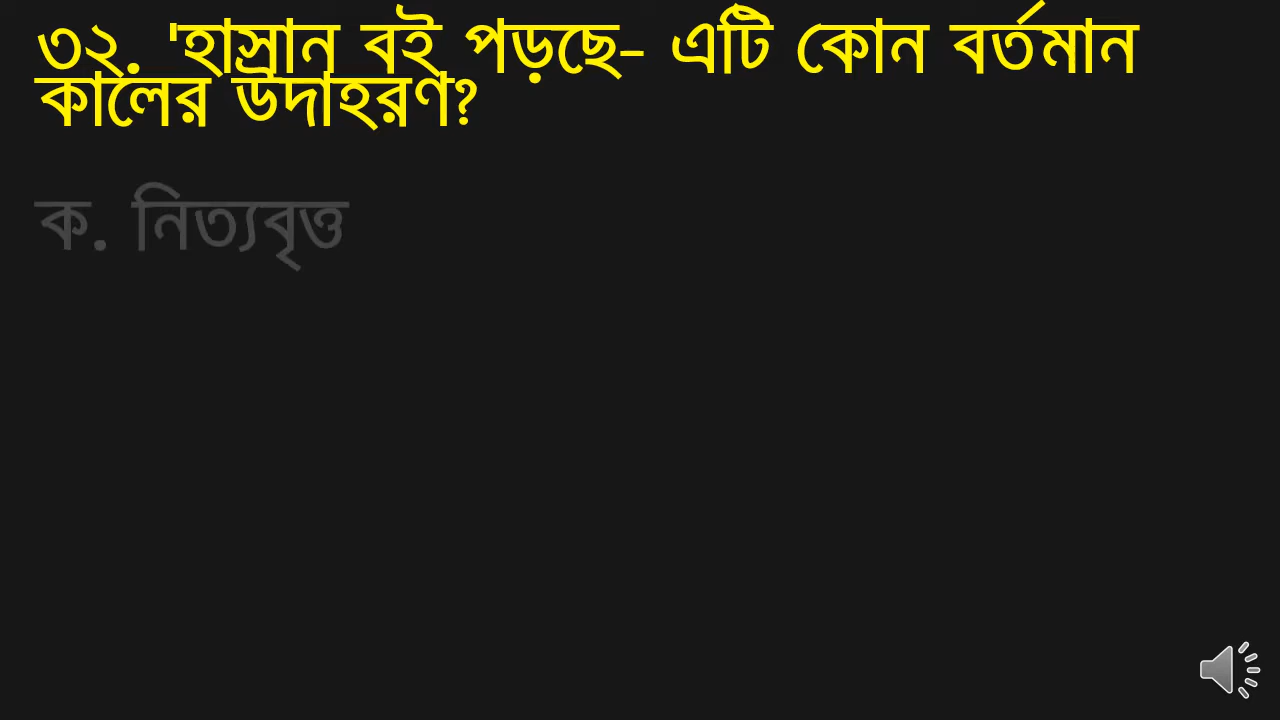 ৩২. 'হাস্রান বই পড়ছে- এটি কোন বর্তমান
কালের উদাহরণ?
ক. নিত্যবৃত্ত